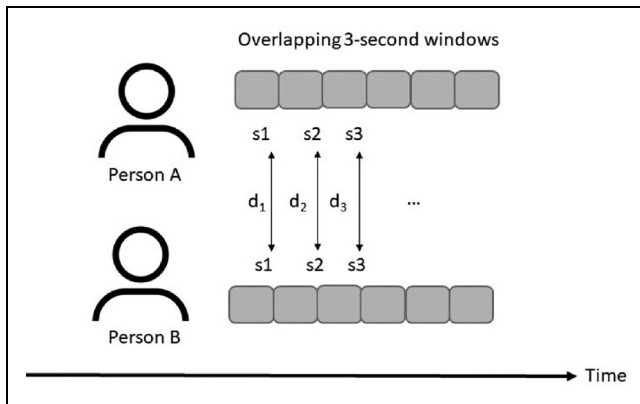 Overlapping 3-second windows
s1 s2 s3
Person A
d₁ d₂ d₃ ...
s1 s2 s3
Person B
Time